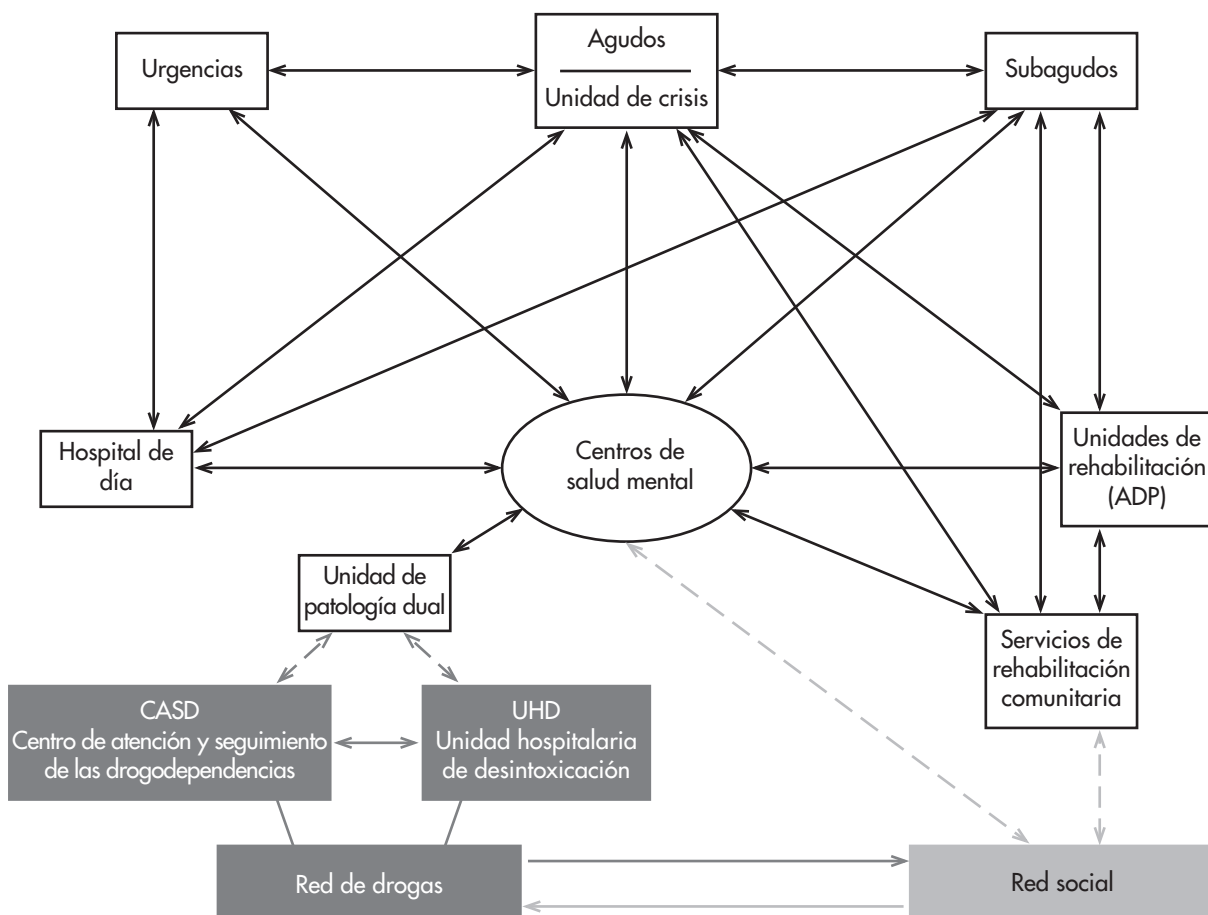 Urgencias
Agudos
Unidad de crisis
Subagudos
Hospital de
día
Centros de
salud mental
Unidades de
rehabilitación
(ADP)
Unidad de
patología dual
Servicios de
rehabilitación
comunitaria
CASD
Centro de atención y seguimiento
de las drogodependencias
UHD
Unidad hospitalaria
de desintoxicación
Red de drogas
Red social